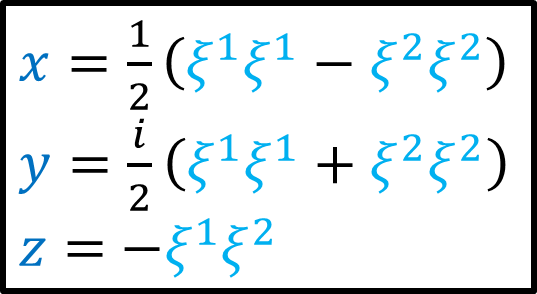 x = 1/2 (ξ¹ξ¹ − ξ²ξ²)
y = i/2 (ξ¹ξ¹ + ξ²ξ²)
z = −ξ¹ξ²